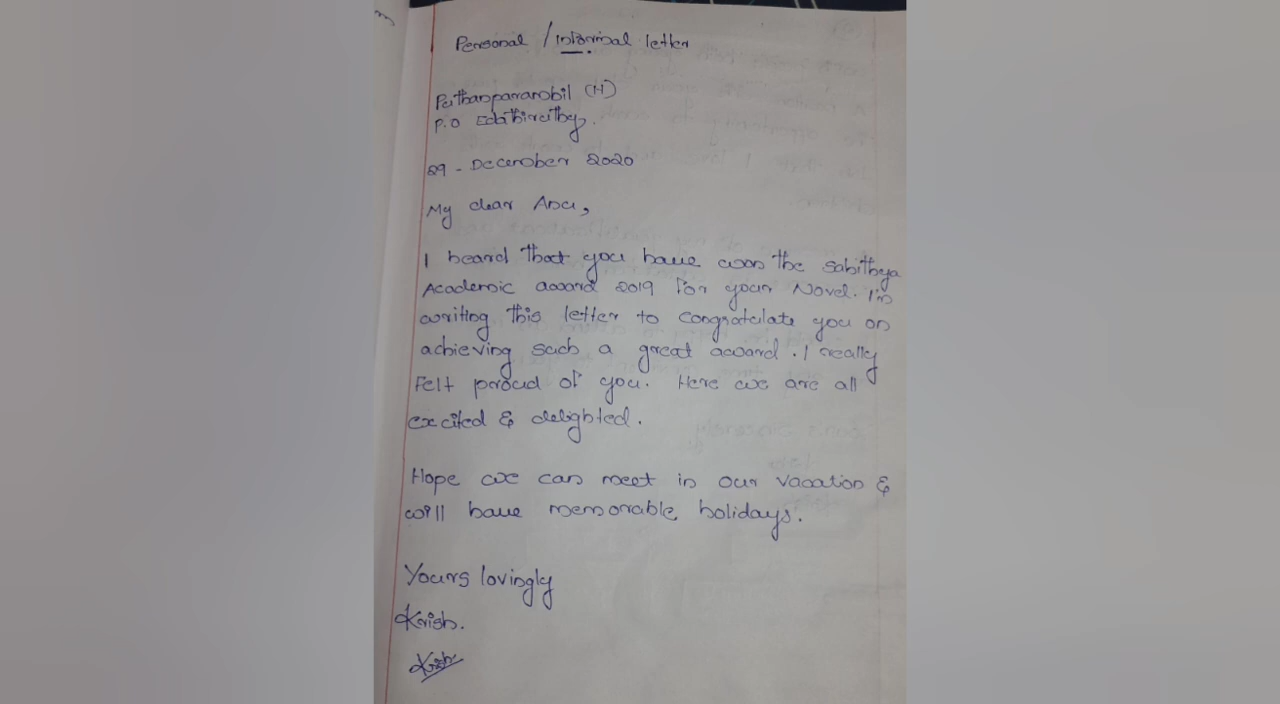 Personal / Informal letter
Puthanparambil (H)
P.O Edathiruthy.
29 - December 2020
My dear Anu,
I heard that you have won the Sahithya
Academic award 2019 for your Novel. I'm
writing this letter to congratulate you on
achieving such a great award. I really
Felt proud of you. Here we are all
excited & delighted.
Hope we can meet in our vacation &
will have memorable holidays.
Yours lovingly
Krish.
Krish